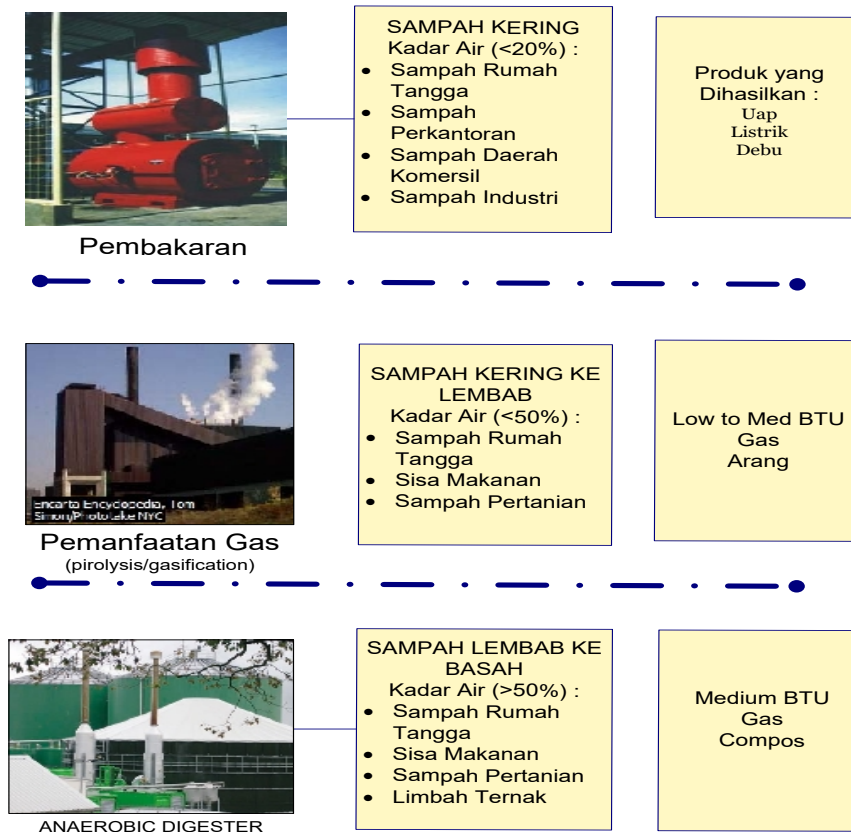 SAMPAH KERING
Kadar Air (<20%) :
• Sampah Rumah
Tangga
• Sampah
Perkantoran
• Sampah Daerah
Komersil
• Sampah Industri
Produk yang
Dihasilkan :
Uap
Listrik
Debu
Pembakaran
SAMPAH KERING KE
LEMBAB
Kadar Air (<50%) :
• Sampah Rumah
Tangga
• Sisa Makanan
• Sampah Pertanian
Low to Med BTU
Gas
Arang
Encarta Encyclopedia, Tom
Simon/Phototake NYC
Pemanfaatan Gas
(pirolysis/gasification)
SAMPAH LEMBAB KE
BASAH
Kadar Air (>50%) :
• Sampah Rumah
Tangga
• Sisa Makanan
• Sampah Pertanian
• Limbah Ternak
Medium BTU
Gas
Compos
ANAEROBIC DIGESTER